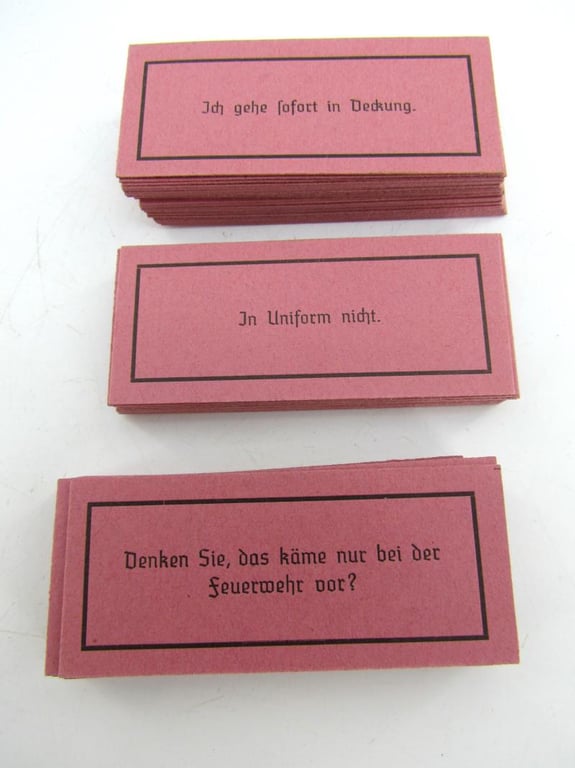 Ich gehe sofort in Deckung.
In Uniform nicht.
Denken Sie, das käme nur bei der
Feuerwehr vor?